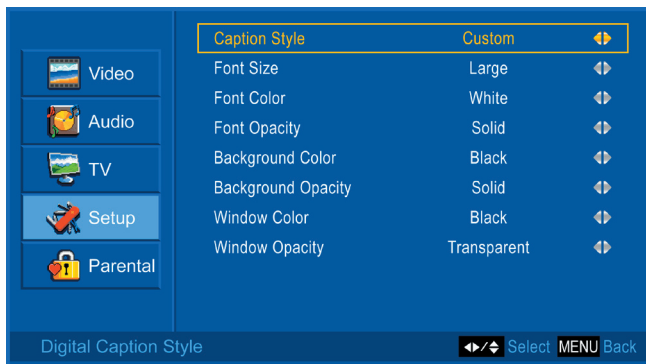 Video
Audio
TV
Setup
Parental
Caption Style Custom
Font Size Large
Font Color White
Font Opacity Solid
Background Color Black
Background Opacity Solid
Window Color Black
Window Opacity Transparent
Digital Caption Style
Select MENU Back